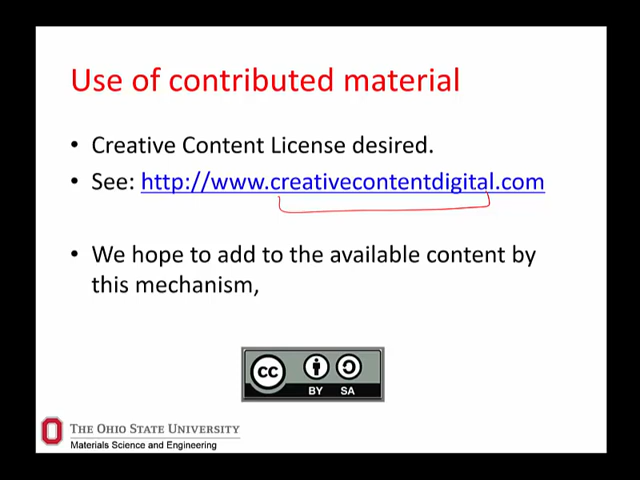 Use of contributed material
• Creative Content License desired.
• See: http://www.creativecontentdigital.com
• We hope to add to the available content by
this mechanism,
cc
BY SA
THE OHIO STATE UNIVERSITY
Materials Science and Engineering